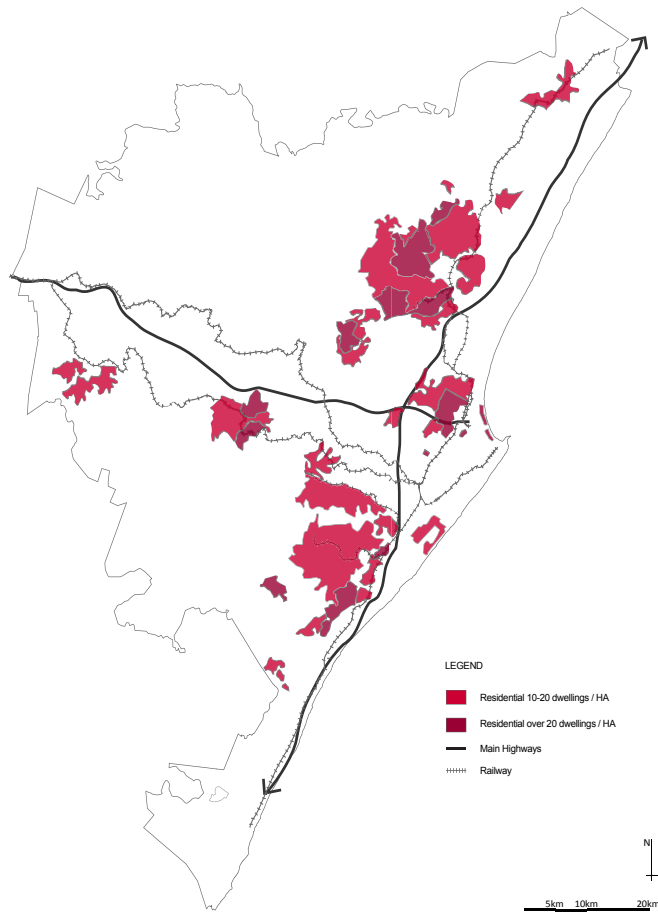 LEGEND
Residential 10-20 dwellings / HA
Residential over 20 dwellings / HA
Main Highways
Railway
N
5km 10km 20km